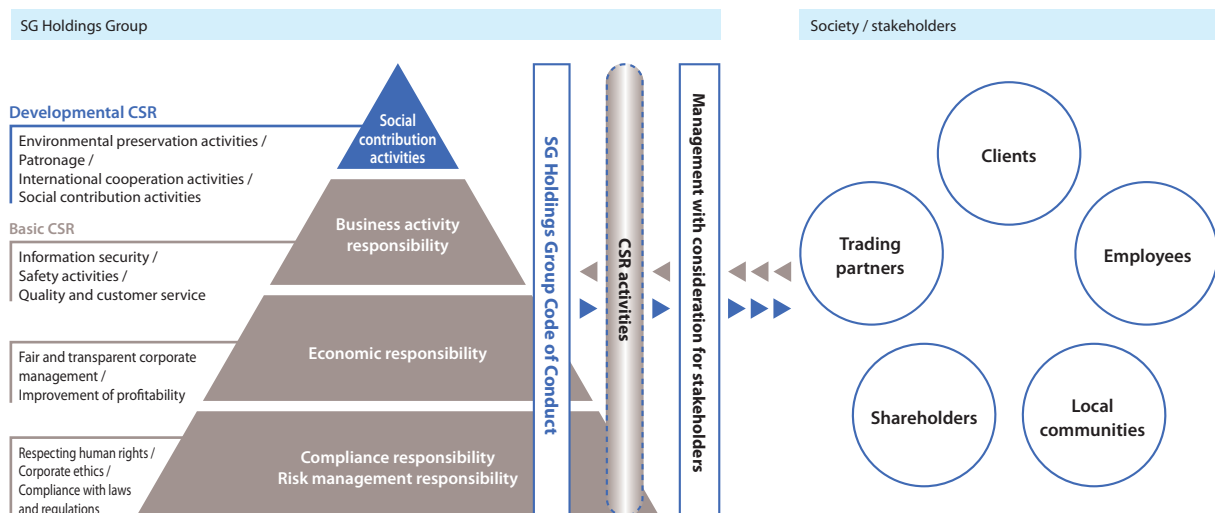 SG Holdings Group
Developmental CSR
Environmental preservation activities /
Patronage /
International cooperation activities /
Social contribution activities
Basic CSR
Information security /
Safety activities /
Quality and customer service
Fair and transparent corporate
management /
Improvement of profitability
Respecting human rights /
Corporate ethics /
Compliance with laws
and regulations
Social
contribution
activities
Business activity
responsibility
Economic responsibility
Compliance responsibility
Risk management responsibility
SG Holdings Group Code of Conduct
CSR activities
Management with consideration for stakeholders
Society / stakeholders
Clients
Trading
partners
Employees
Shareholders
Local
communities